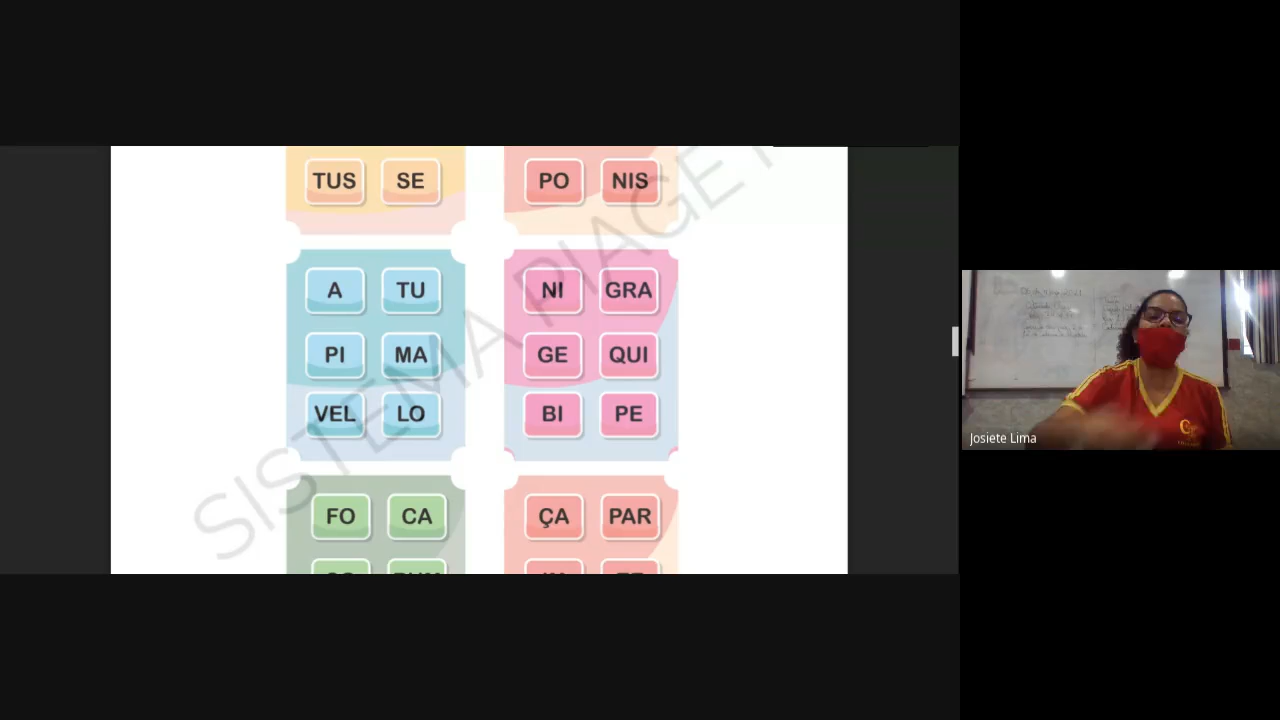 TUS SE PO NIS
A TU NI GRA
PI MA GE QUI
VEL LO BI PE
FO CA ÇA PAR
SISTEMA PIAGET
Josiete Lima